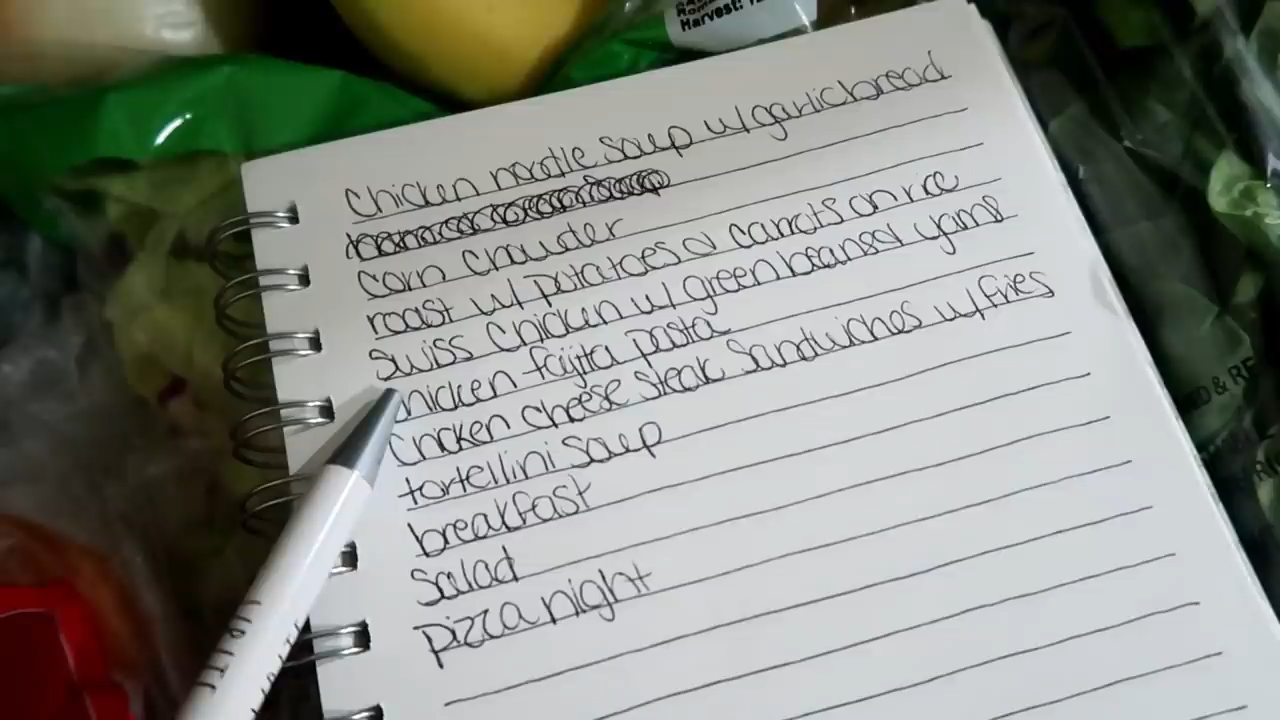 Harvest:
Chicken noodle soup w/ garlic bread
corn chowder
roast w/ potatoes & carrots on rice
swiss chicken w/ green beans & yams
chicken fajita pasta
chicken cheese steak sandwiches w/ fries
tortellini soup
breakfast
salad
pizza night